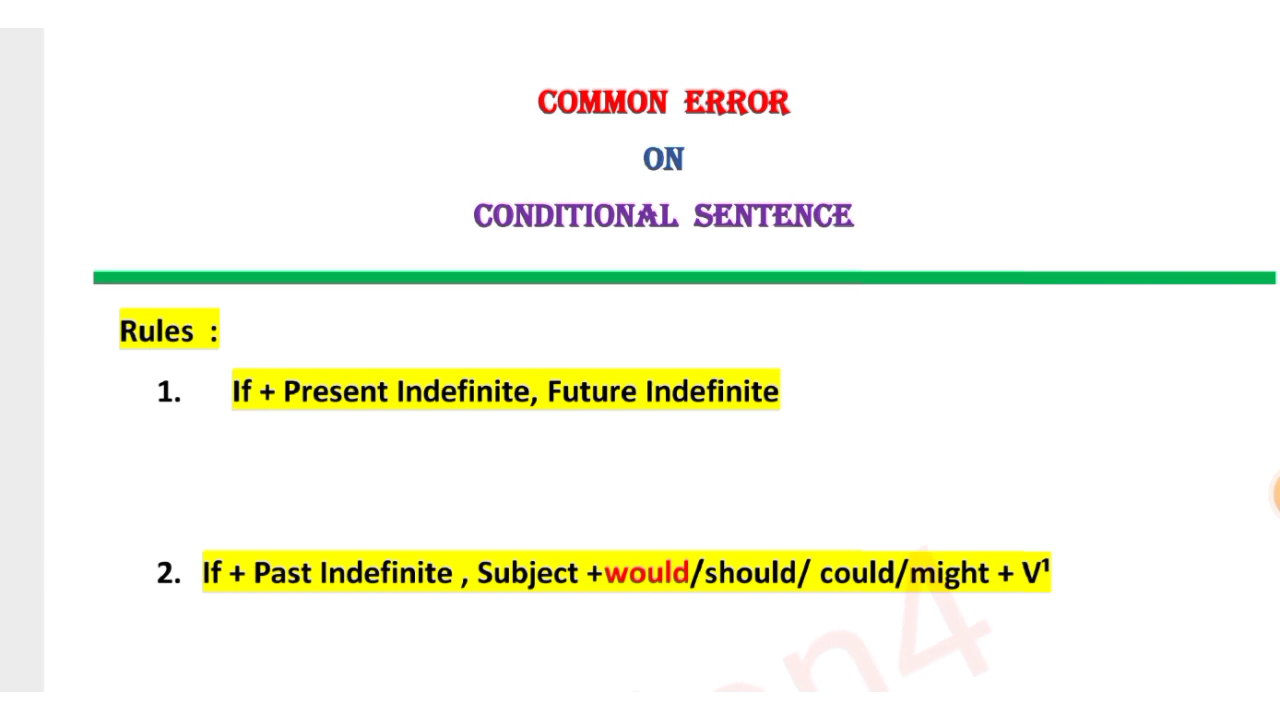 COMMON ERROR
ON
CONDITIONAL SENTENCE
Rules :
1. If + Present Indefinite, Future Indefinite
2. If + Past Indefinite , Subject +would/should/ could/might + V¹